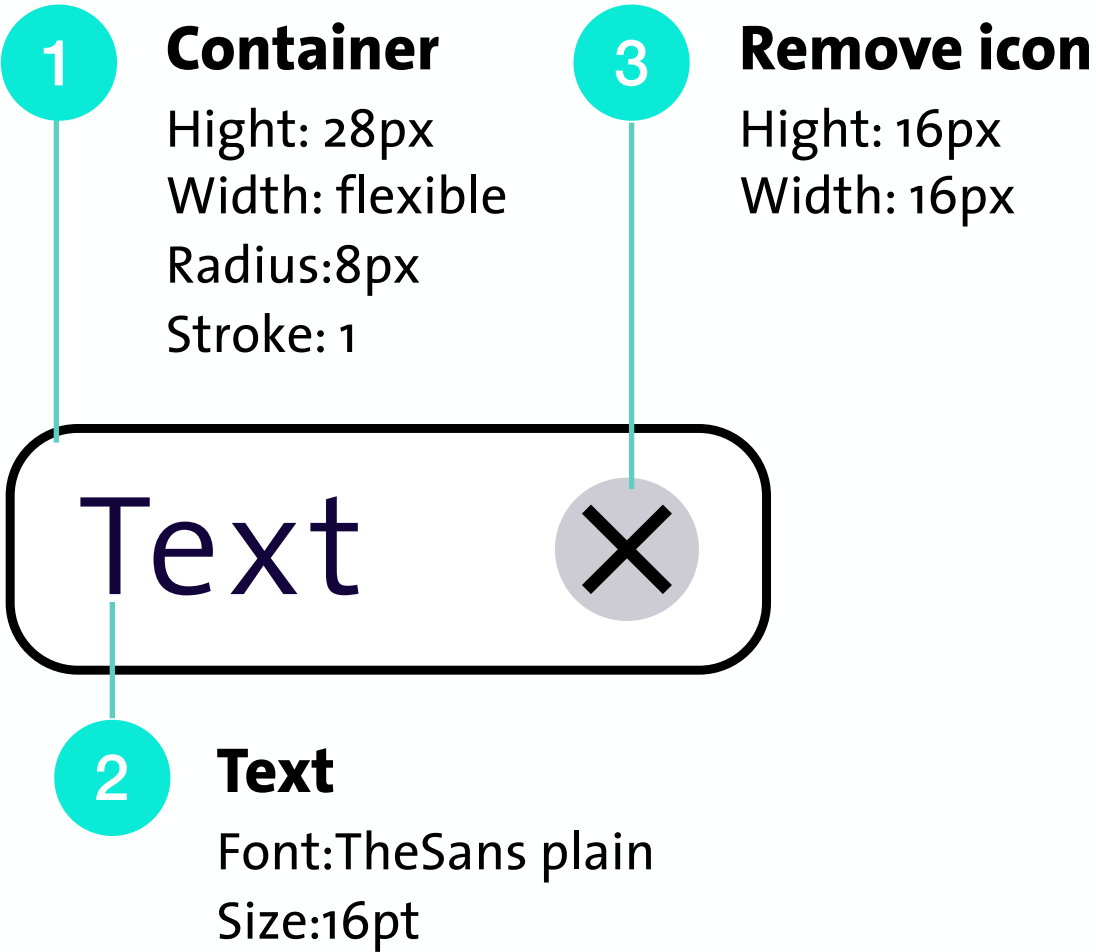 1
Container
Hight: 28px
Width: flexible
Radius:8px
Stroke: 1
3
Remove icon
Hight: 16px
Width: 16px
Text
2
Text
Font:TheSans plain
Size:16pt